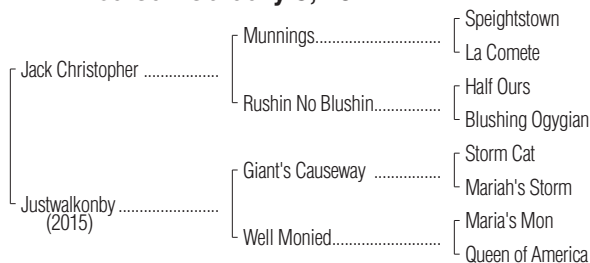 Speightstown
Munnings....................................
La Comete
Jack Christopher ...................
Half Ours
Rushin No Blushin..................
Blushing Ogygian
Storm Cat
Giant's Causeway ...................
Mariah's Storm
Justwalkonby .........................
(2015)
Maria's Mon
Well Monied..............................
Queen of America